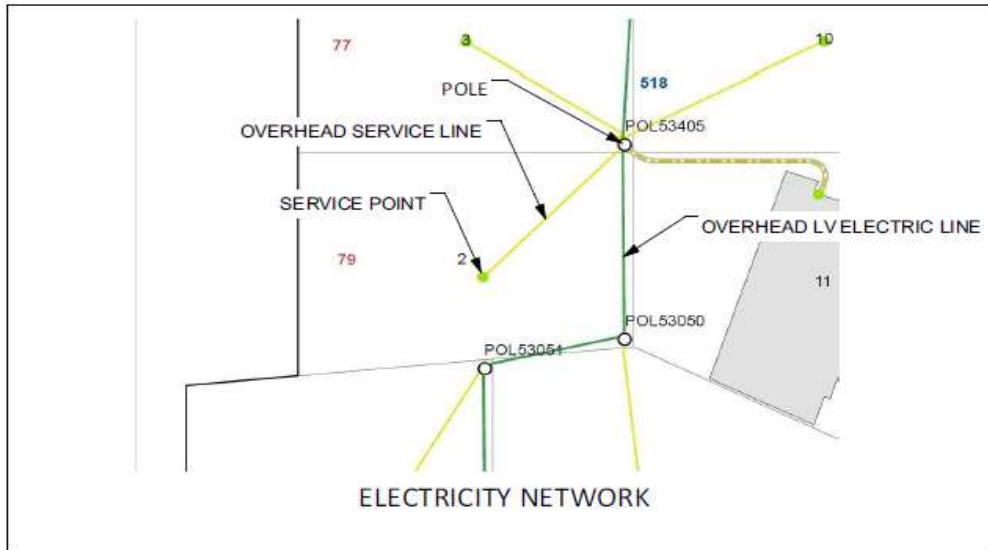 77
3
10
518
POLE
POL53405
OVERHEAD SERVICE LINE
SERVICE POINT
OVERHEAD LV ELECTRIC LINE
79
2
11
POL53050
POL53051
ELECTRICITY NETWORK